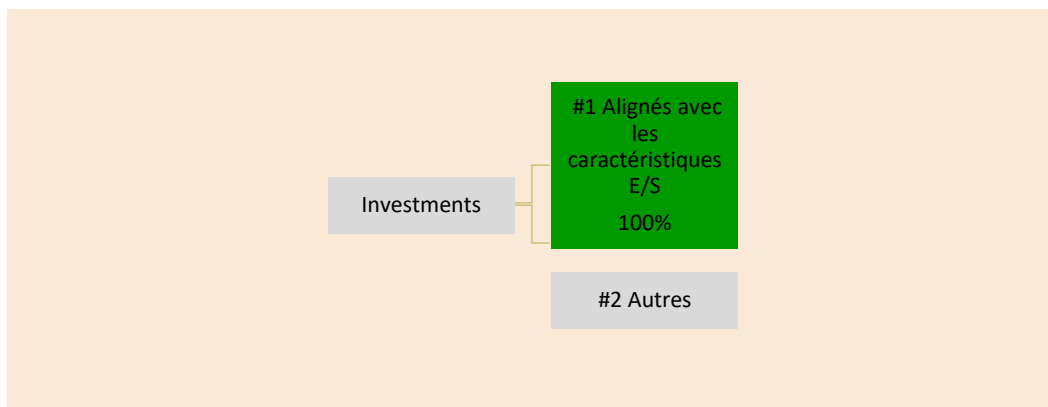 #1 Alignés avec
les
caractéristiques
E/S
100%
Investments
#2 Autres